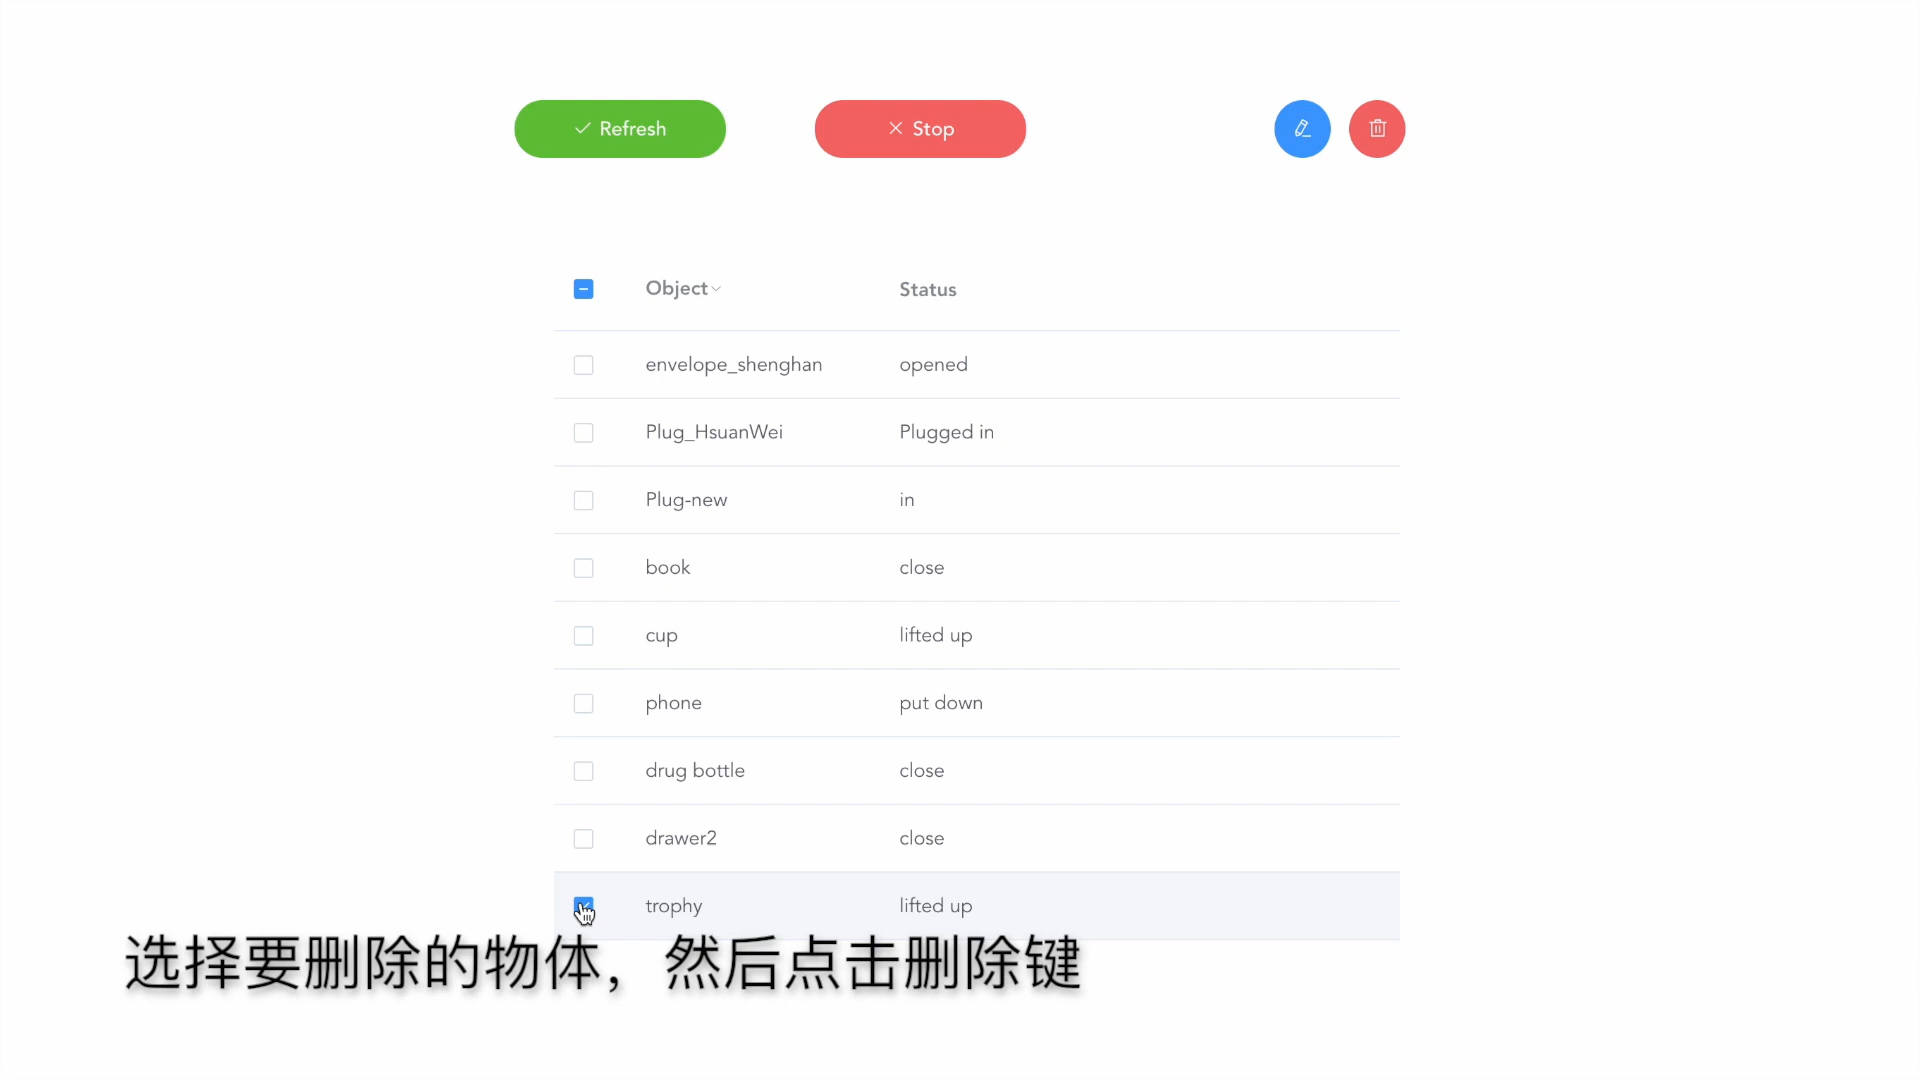 Refresh
Stop
Object
Status
envelope_shenghan
opened
Plug_HsuanWei
Plugged in
Plug-new
in
book
close
cup
lifted up
phone
put down
drug bottle
close
drawer2
close
trophy
lifted up
选择要删除的物体，然后点击删除键